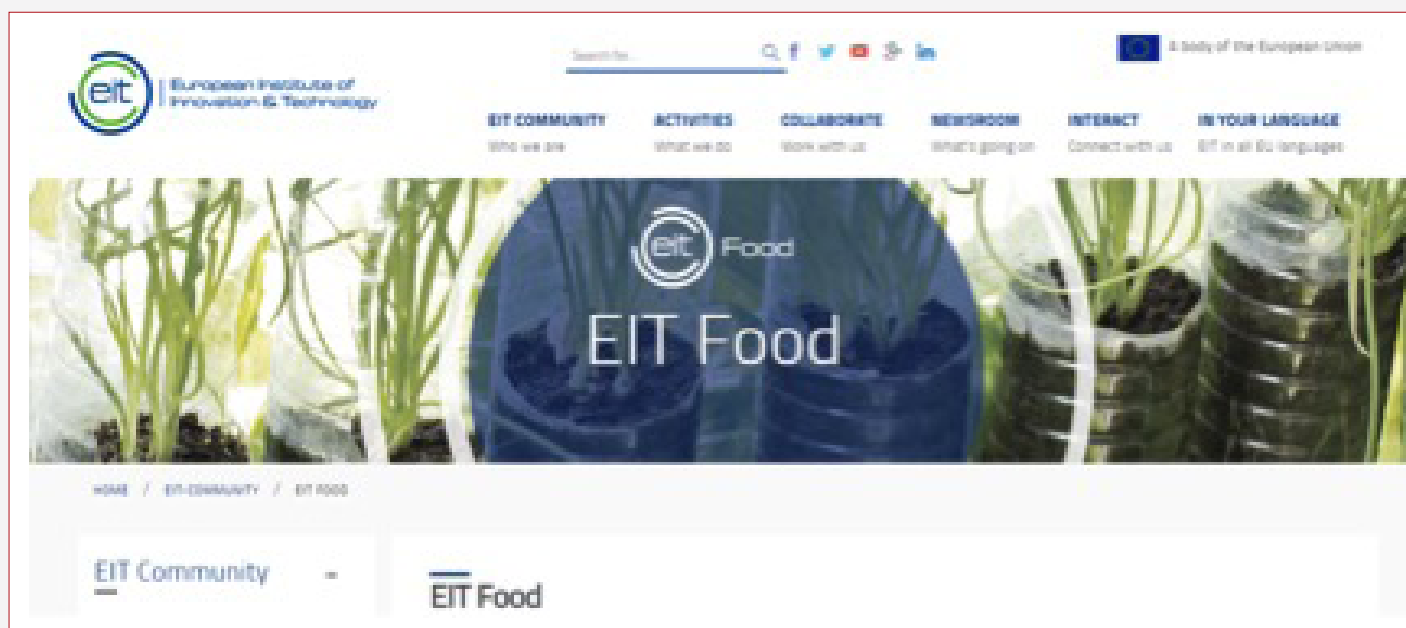 Search for...
A body of the European Union
eit
European Institute of
Innovation & Technology
EIT COMMUNITY
Who we are
ACTIVITIES
What we do
COLLABORATE
Work with us
NEWSROOM
What's going on
INTERACT
Connect with us
IN YOUR LANGUAGE
EIT in all EU languages
eit Food
EIT Food
HOME / EIT-COMMUNITY / EIT FOOD
EIT Community
EIT Food